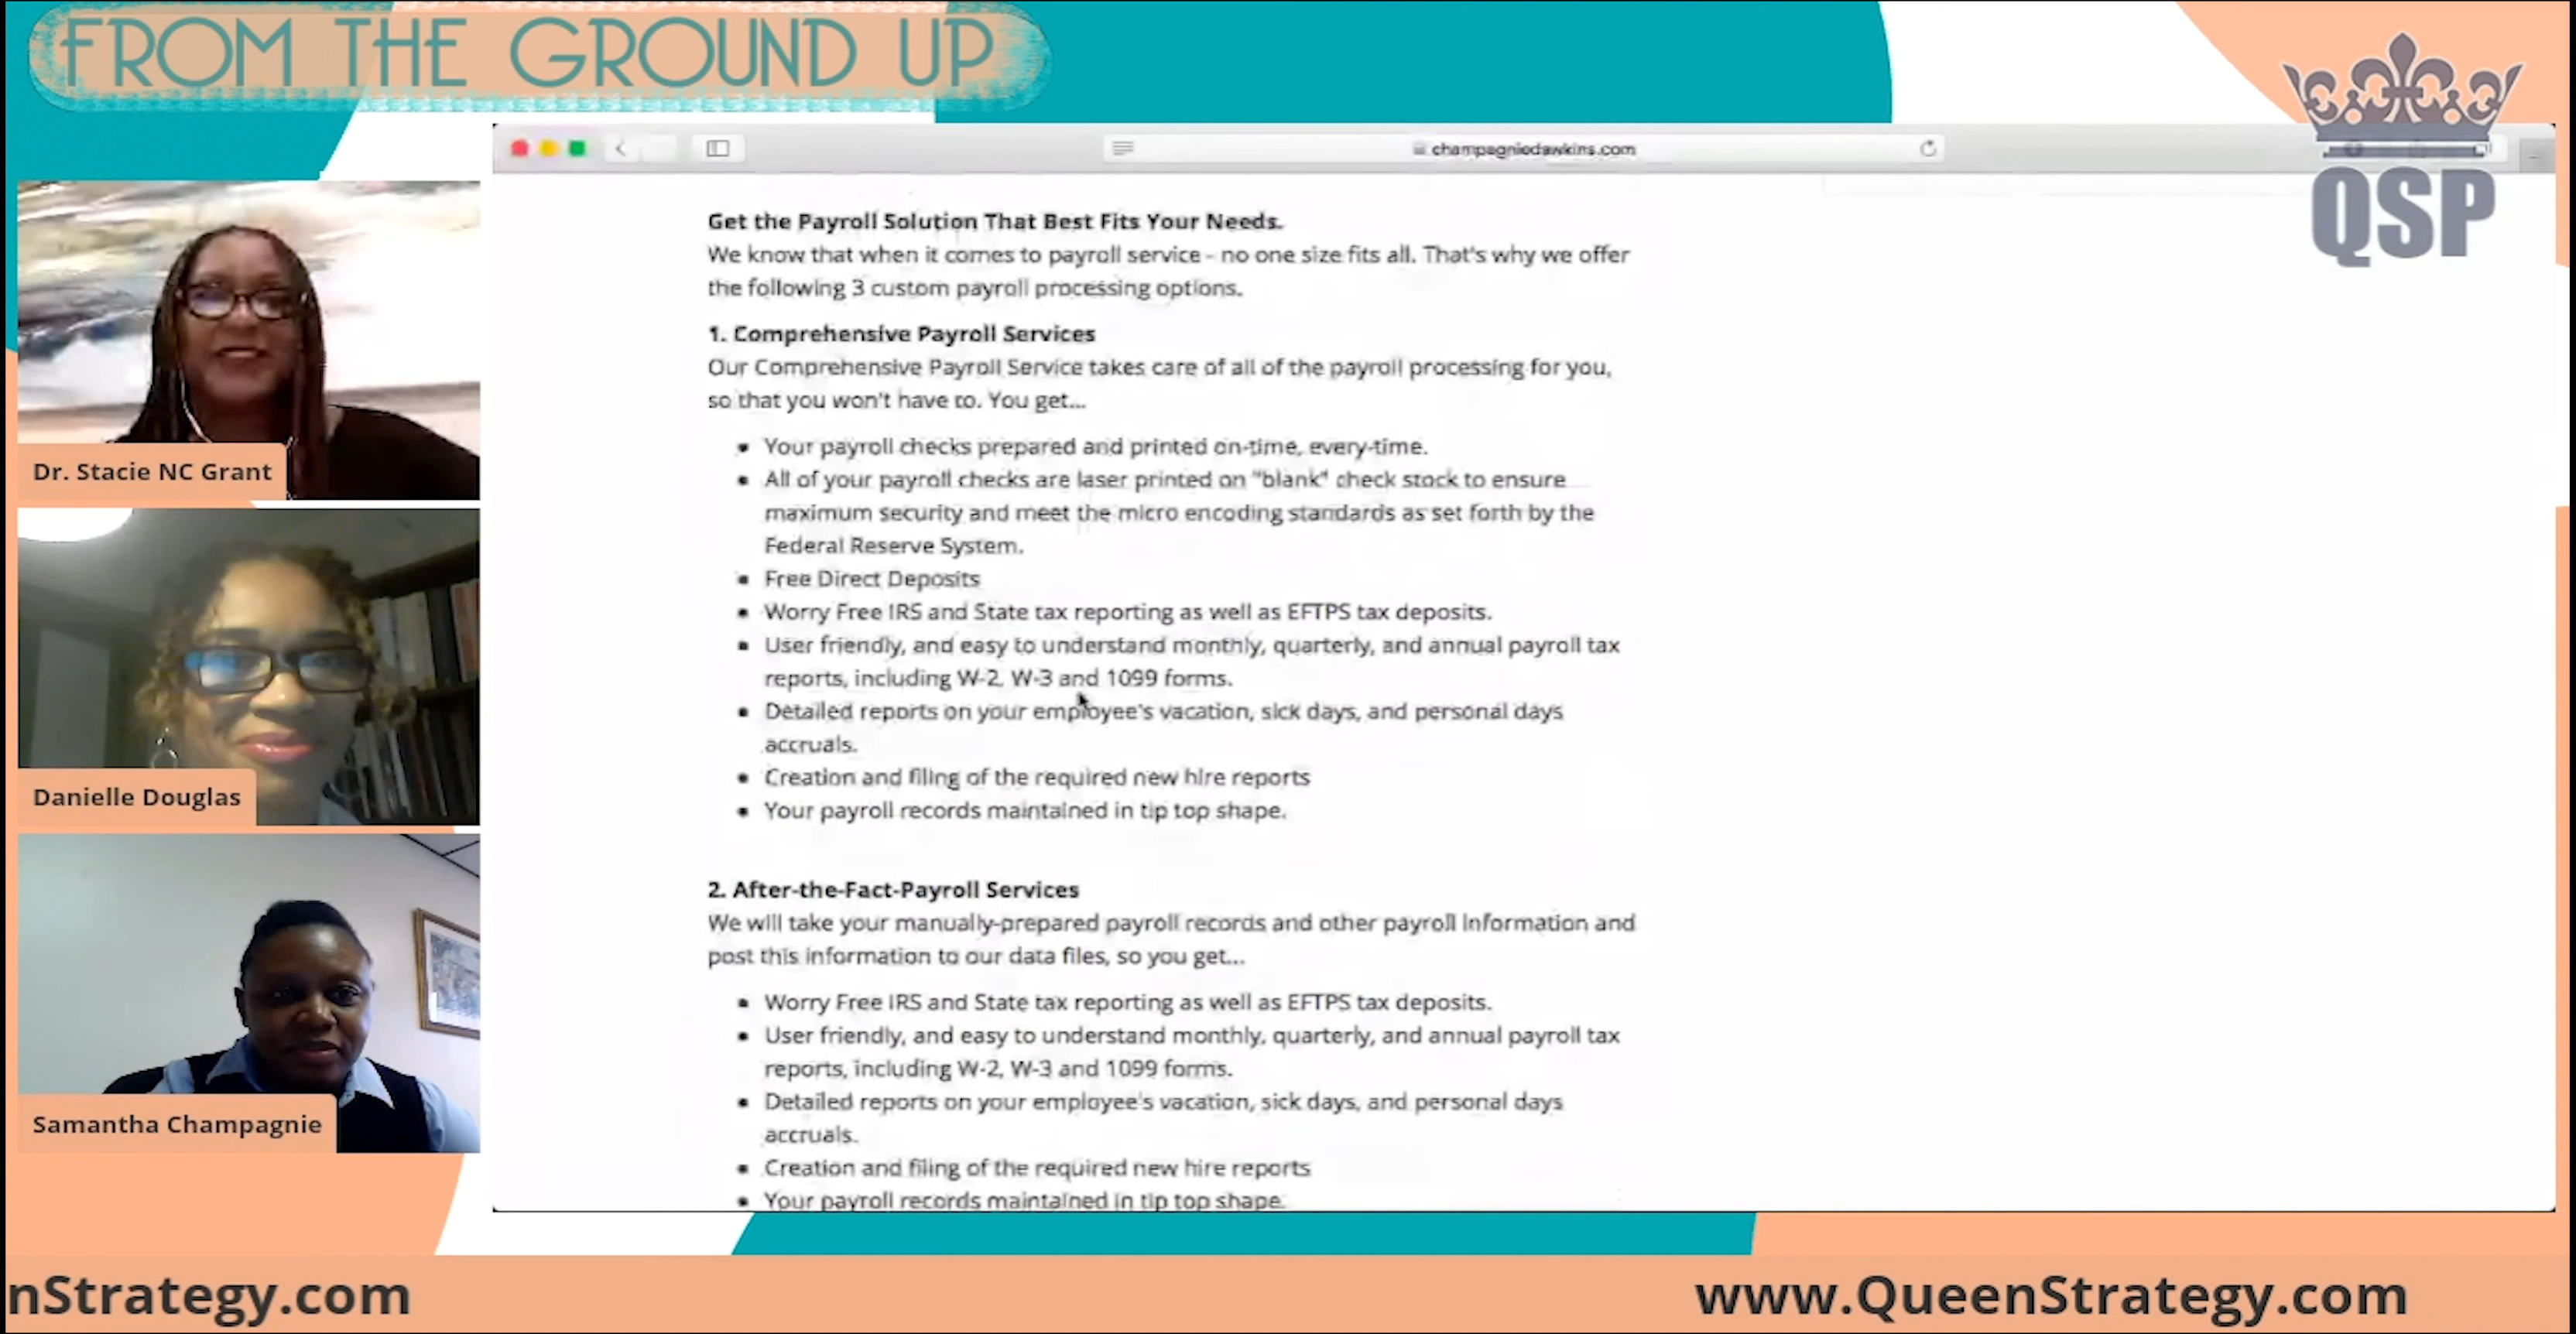 FROM THE GROUND UP
QSP
champagniedawkins.com
Dr. Stacie NC Grant
Danielle Douglas
Samantha Champagnie
Get the Payroll Solution That Best Fits Your Needs.
We know that when it comes to payroll service - no one size fits all. That's why we offer
the following 3 custom payroll processing options.
1. Comprehensive Payroll Services
Our Comprehensive Payroll Service takes care of all of the payroll processing for you,
so that you won't have to. You get...
▪ Your payroll checks prepared and printed on-time, every-time.
▪ All of your payroll checks are laser printed on "blank" check stock to ensure
maximum security and meet the micro encoding standards as set forth by the
Federal Reserve System.
▪ Free Direct Deposits
▪ Worry Free IRS and State tax reporting as well as EFTPS tax deposits.
▪ User friendly, and easy to understand monthly, quarterly, and annual payroll tax
reports, including W-2, W-3 and 1099 forms.
▪ Detailed reports on your employee's vacation, sick days, and personal days
accruals.
▪ Creation and filing of the required new hire reports
▪ Your payroll records maintained in tip top shape.
2. After-the-Fact-Payroll Services
We will take your manually-prepared payroll records and other payroll information and
post this information to our data files, so you get...
▪ Worry Free IRS and State tax reporting as well as EFTPS tax deposits.
▪ User friendly, and easy to understand monthly, quarterly, and annual payroll tax
reports, including W-2, W-3 and 1099 forms.
▪ Detailed reports on your employee's vacation, sick days, and personal days
accruals.
▪ Creation and filing of the required new hire reports
▪ Your payroll records maintained in tip top shape.
nStrategy.com
www.QueenStrategy.com